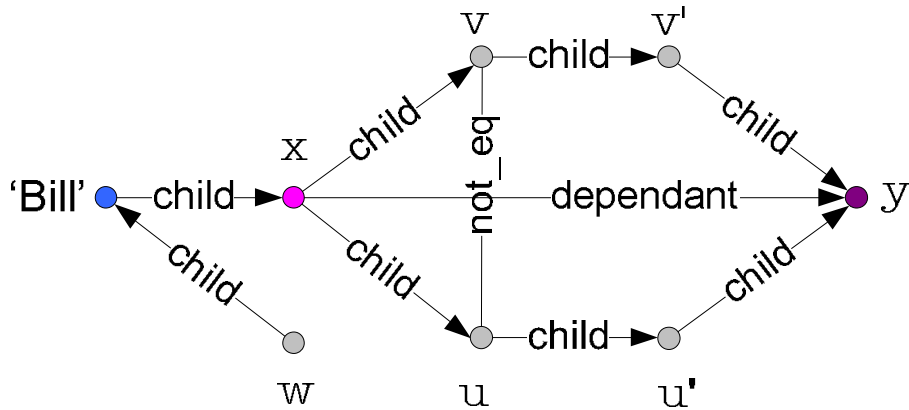 v
v'
child
child
child
x
not_eq
‘Bill’
child
dependant
y
child
child
child
child
w
u
u'